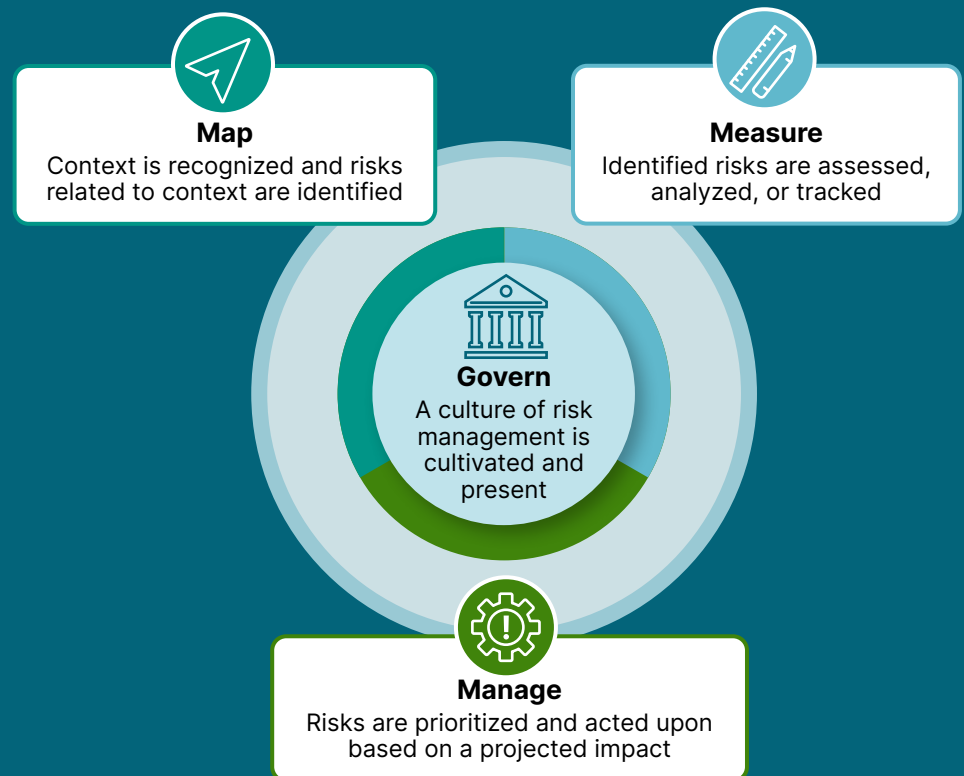 Map
Context is recognized and risks
related to context are identified
Measure
Identified risks are assessed,
analyzed, or tracked
Govern
A culture of risk
management is
cultivated and
present
Manage
Risks are prioritized and acted upon
based on a projected impact